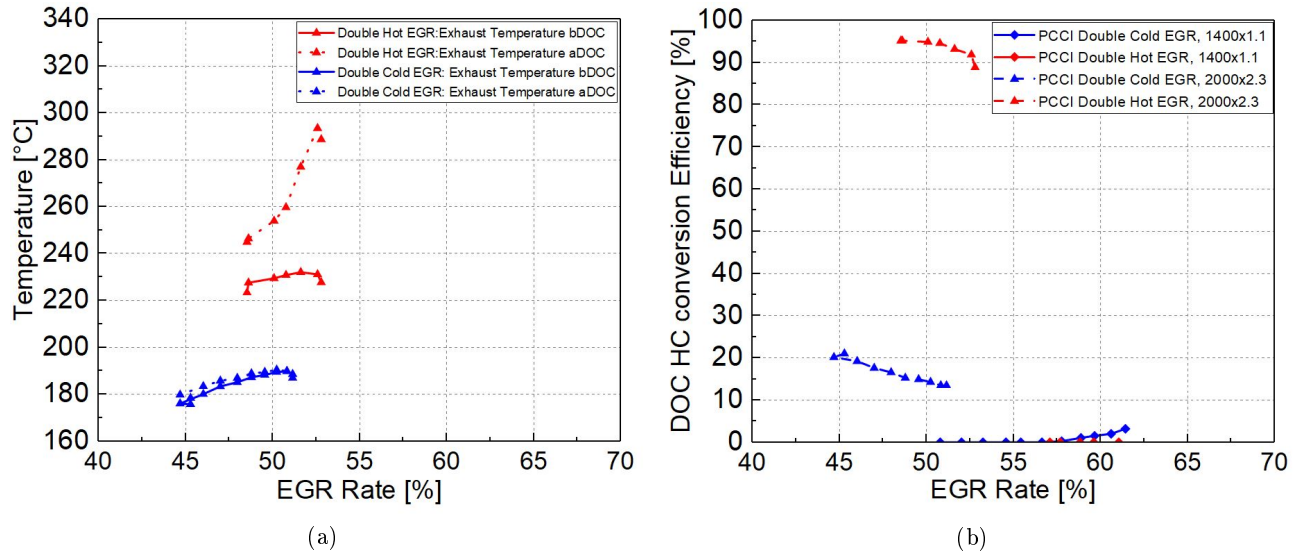 340
320
300
280
260
240
220
200
180
160
Temperature [°C]
Double Hot EGR:Exhaust Temperature bDOC
Double Hot EGR:Exhaust Temperature aDOC
Double Cold EGR: Exhaust Temperature bDOC
Double Cold EGR: Exhaust Temperature aDOC
40 45 50 55 60 65 70
EGR Rate [%]
(a)
100
90
80
70
60
50
40
30
20
10
0
DOC HC conversion Efficiency [%]
PCCI Double Cold EGR, 1400x1.1
PCCI Double Hot EGR, 1400x1.1
PCCI Double Cold EGR, 2000x2.3
PCCI Double Hot EGR, 2000x2.3
40 45 50 55 60 65 70
EGR Rate [%]
(b)